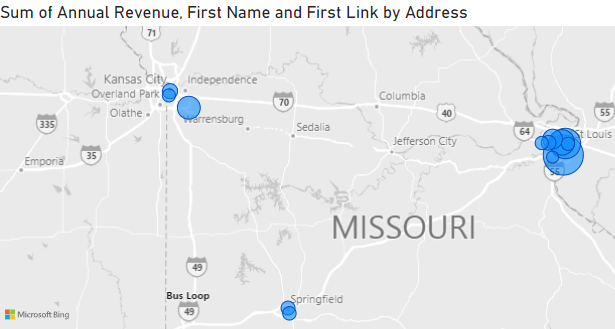 Sum of Annual Revenue, First Name and First Link by Address
71
Kansas City
Independence
Overland Park
Columbia
70
40
Olathe
55
335
Warrensburg
Sedalia
64
St Louis
Jefferson City
35
Emporia
55
MISSOURI
49
Bus Loop
49
Springfield
Microsoft Bing